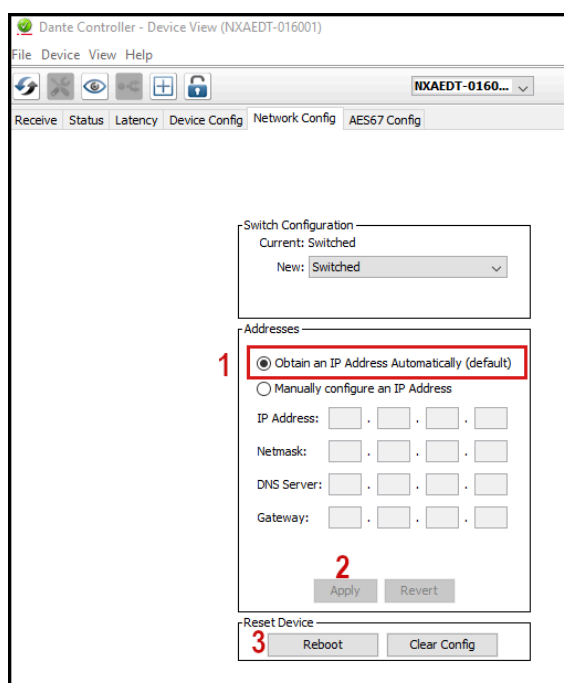 Dante Controller - Device View (NXAEDT-016001)
File Device View Help
NXAEDT-0160...
Receive Status Latency Device Config Network Config AES67 Config
Switch Configuration
Current: Switched
New: Switched
Addresses
1 Obtain an IP Address Automatically (default)
Manually configure an IP Address
IP Address: . . .
Netmask: . . .
DNS Server: . . .
Gateway: . . .
2
Apply Revert
Reset Device
3 Reboot Clear Config